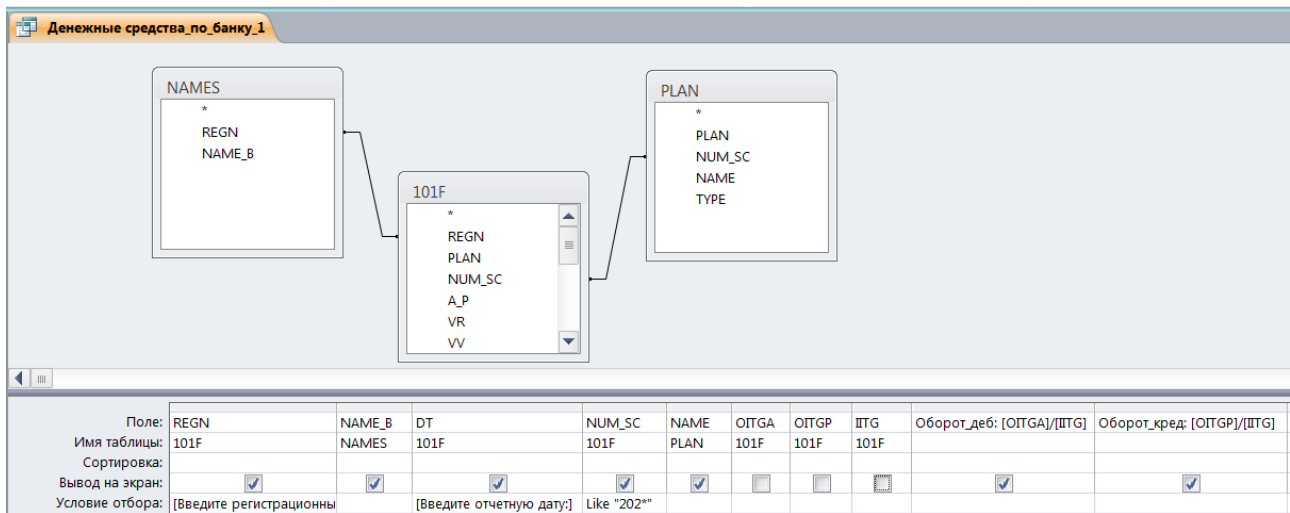 Денежные средства_по_банку_1
NAMES
*
REGN
NAME_B
101F
*
REGN
PLAN
NUM_SC
A_P
VR
VV
PLAN
*
PLAN
NUM_SC
NAME
TYPE
Поле: REGN NAME_B DT NUM_SC NAME OITGA OITGP IITG Оборот_деб: [OITGA]/[IITG] Оборот_кред: [OITGP]/[IITG]
Имя таблицы: 101F NAMES 101F 101F PLAN 101F 101F 101F
Сортировка:
Вывод на экран:
Условие отбора: [Введите регистрационны [Введите отчетную дату:] Like "202*"